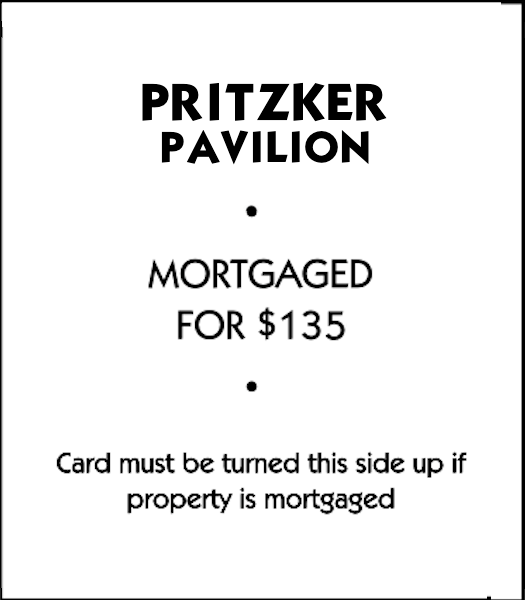 PRITZKER
PAVILION
•
MORTGAGED
FOR $135
•
Card must be turned this side up if
property is mortgaged